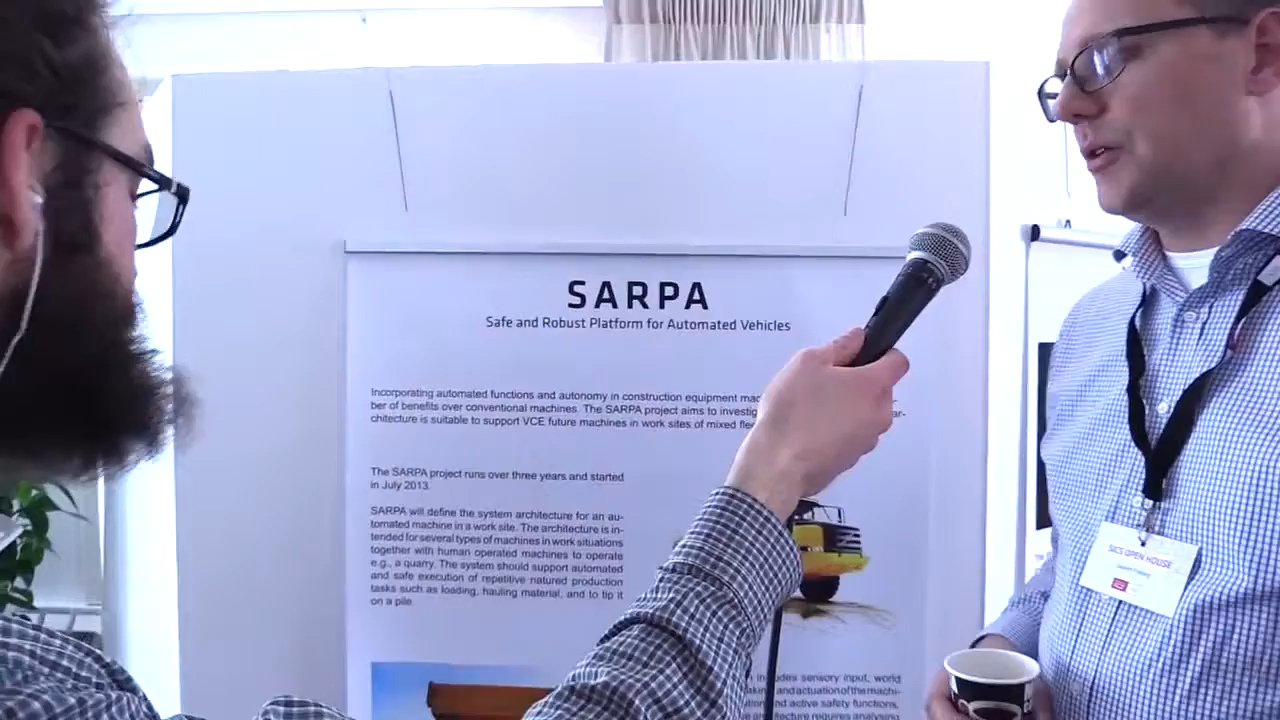 SARPA
Safe and Robust Platform for Automated Vehicles
Incorporating automated functions and autonomy in construction equipment
ber of benefits over conventional machines. The SARPA project aims to ar-
chitecture is suitable to support VCE future machines in work sites of mixed
The SARPA project runs over three years and started
in July 2013.
SARPA will define the system architecture for an au-
tomated machine in a work site. The architecture is in-
tended for several types of machines in work situations
together with human operated machines to operate
e.g., a quarry. The system should support automated
and safe execution of repetitive natured production
tasks such as loading, hauling material, and to tip it
on a pile.
sensory input, world
and actuation of the machi-
and active safety functions,
requires analysing
SICS OPEN HOUSE